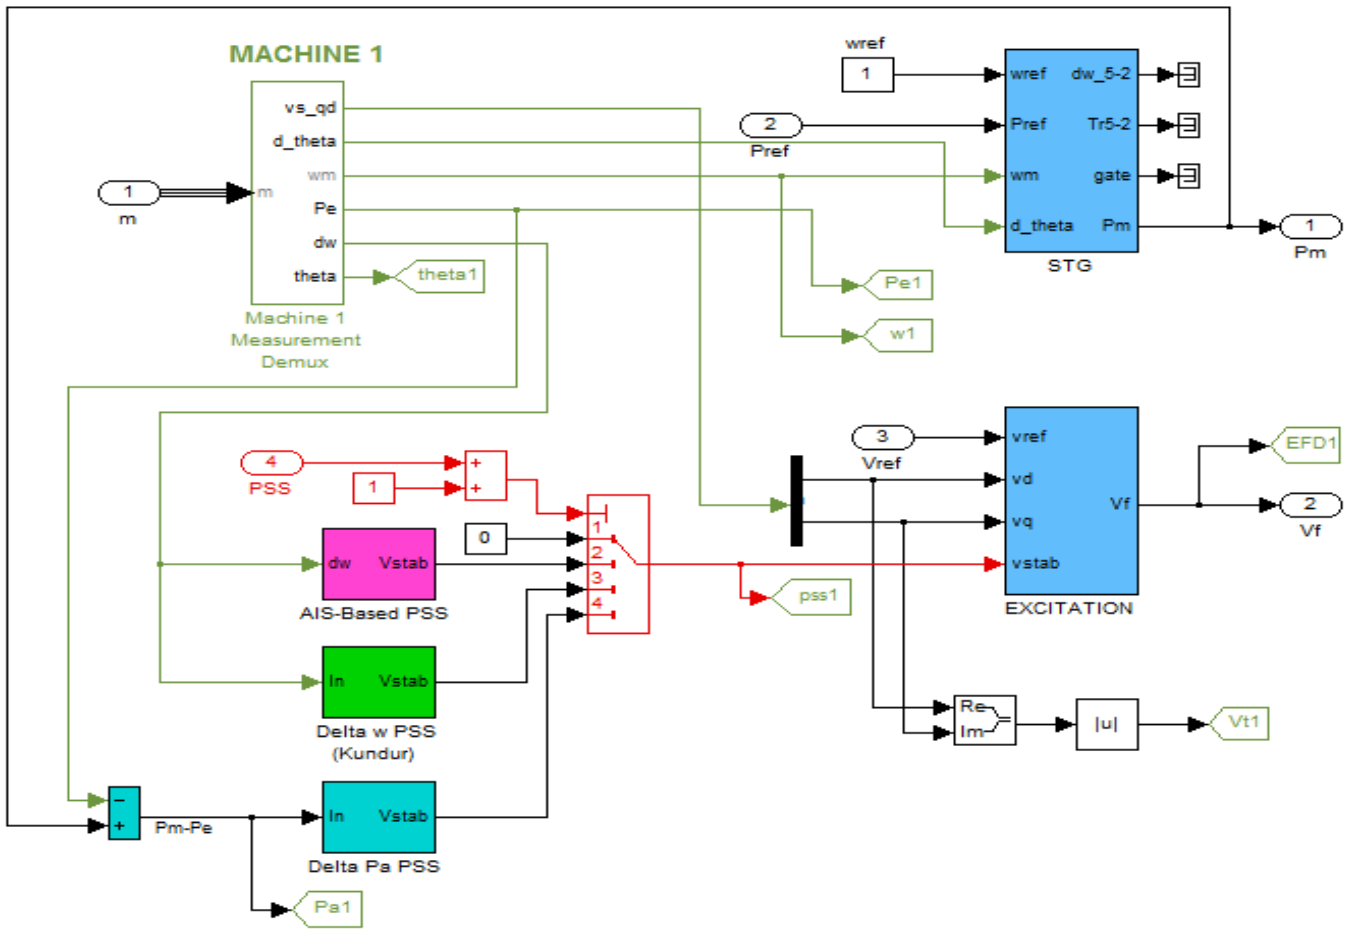 MACHINE 1
vs_qd
d_theta
wm
Pe
dw
theta
m
1
m
Machine 1
Measurement
Demux
theta1
wref
1
2
Pref
wref
Pref
wm
d_theta
dw_5-2
Tr5-2
gate
Pm
STG
1
Pm
Pe1
w1
4
PSS
1
+
+
0
1
2
3
4
dw
Vstab
AIS-Based PSS
In
Vstab
Delta w PSS
(Kundur)
−
+
Pm-Pe
In
Vstab
Delta Pa PSS
Pa1
pss1
3
Vref
vref
vd
vq
vstab
Vf
EXCITATION
EFD1
2
Vf
Re
Im
|u|
Vt1